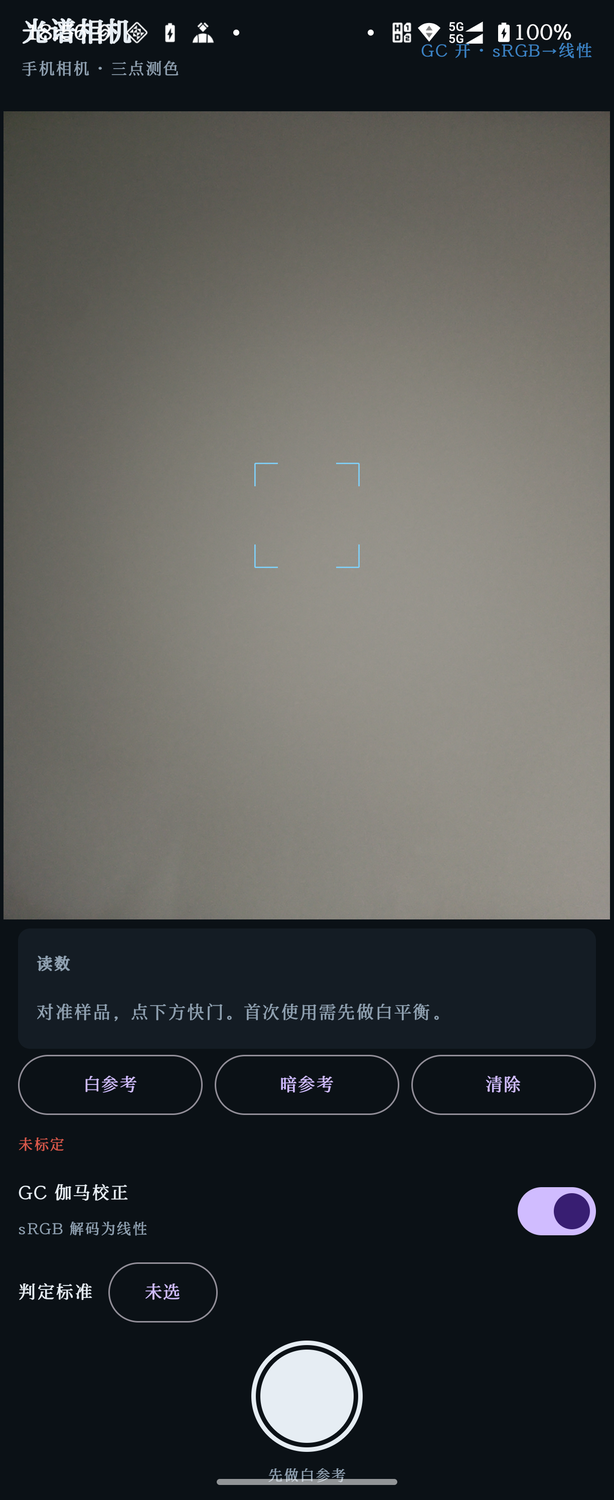 光谱相机
5G
5G
100%
GC 开 · sRGB→线性
手机相机 · 三点测色
读数
对准样品，点下方快门。首次使用需先做白平衡。
白参考
暗参考
清除
未标定
GC 伽马校正
sRGB 解码为线性
判定标准
未选
先做白参考